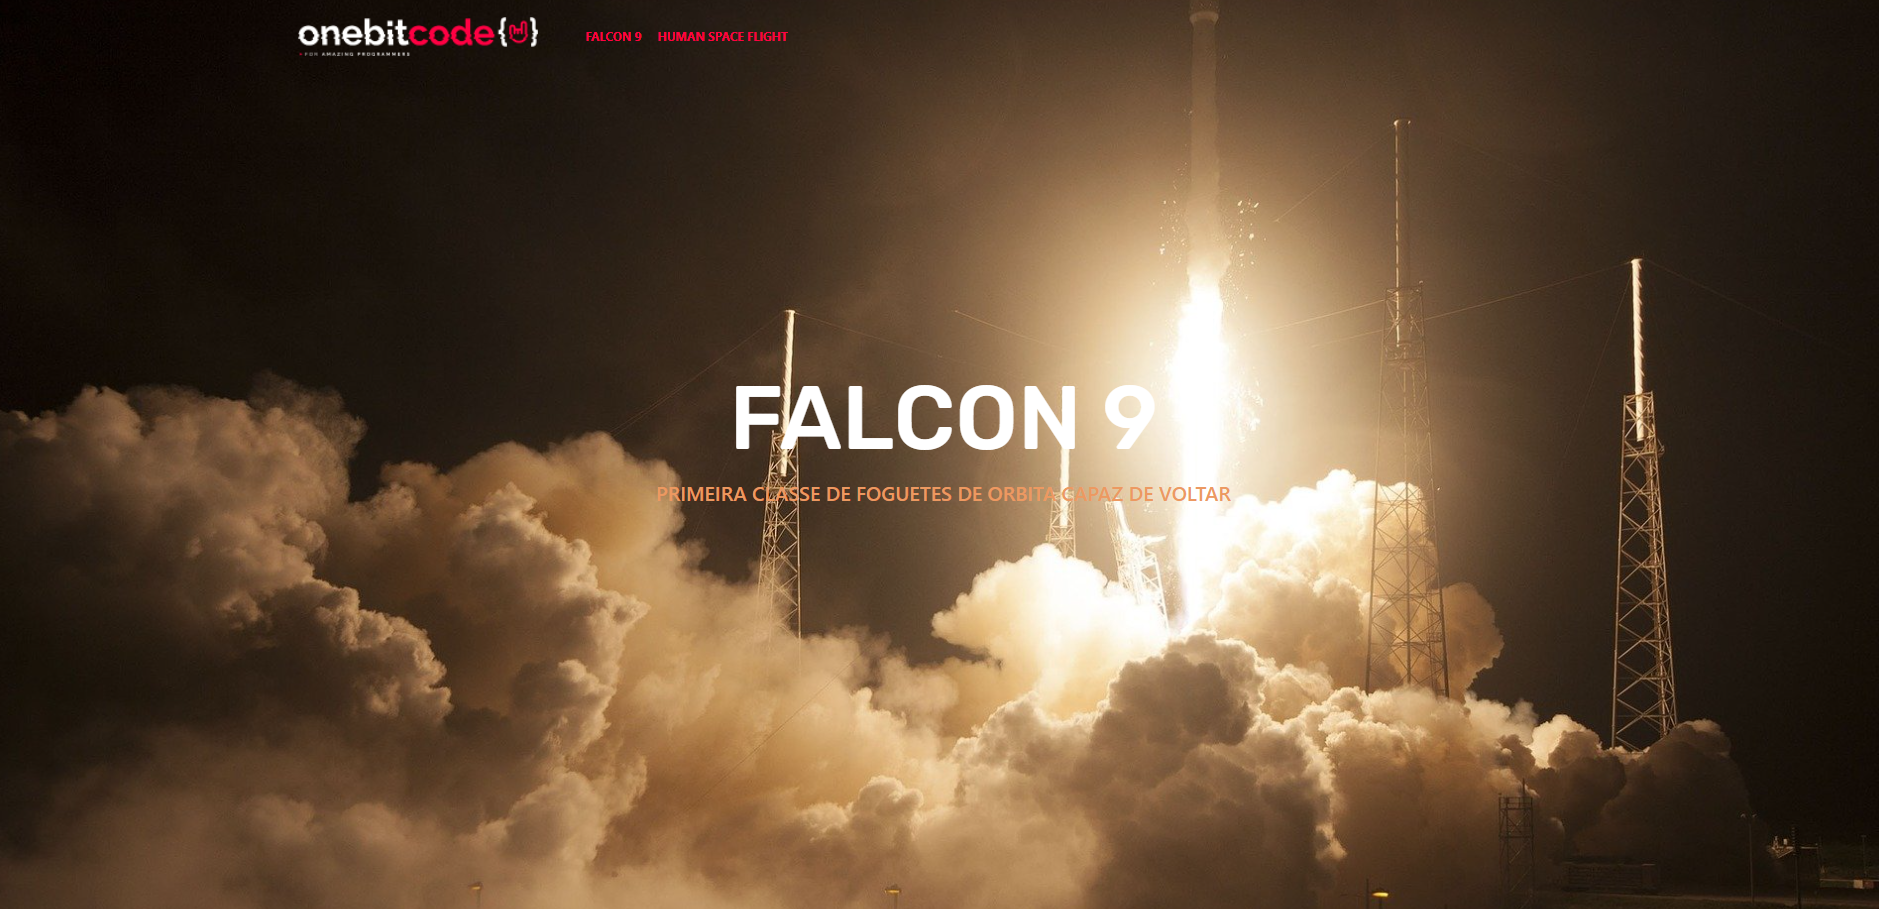 onebitcode{}
> FOR AMAZING PROGRAMMERS
FALCON 9 HUMAN SPACE FLIGHT
FALCON 9
PRIMEIRA CLASSE DE FOGUETES DE ORBITA CAPAZ DE VOLTAR